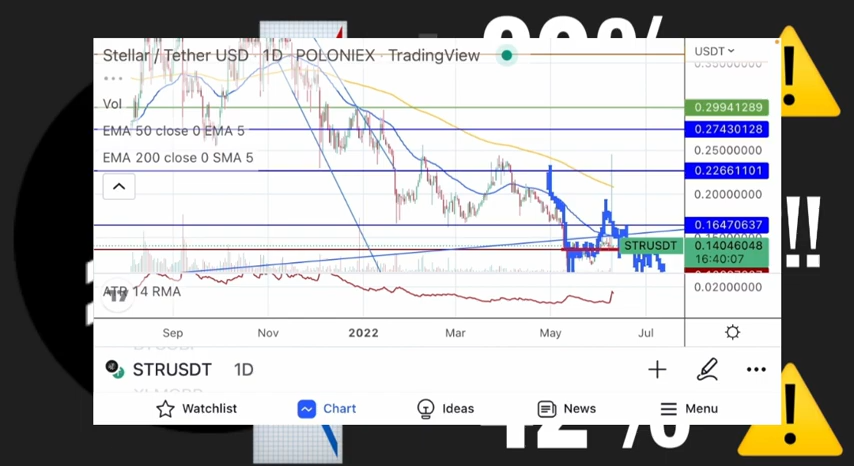 Stellar / Tether USD · 1D · POLONIEX · TradingView
USDT
Vol
0.29941289
EMA 50 close 0 EMA 5
0.27430128
0.25000000
EMA 200 close 0 SMA 5
0.22661101
0.20000000
0.16470637
STRUSDT
0.14046048
16:40:07
ATR 14 RMA
0.02000000
Sep
Nov
2022
Mar
May
Jul
STRUSDT 1D
Watchlist
Chart
Ideas
News
Menu
!!